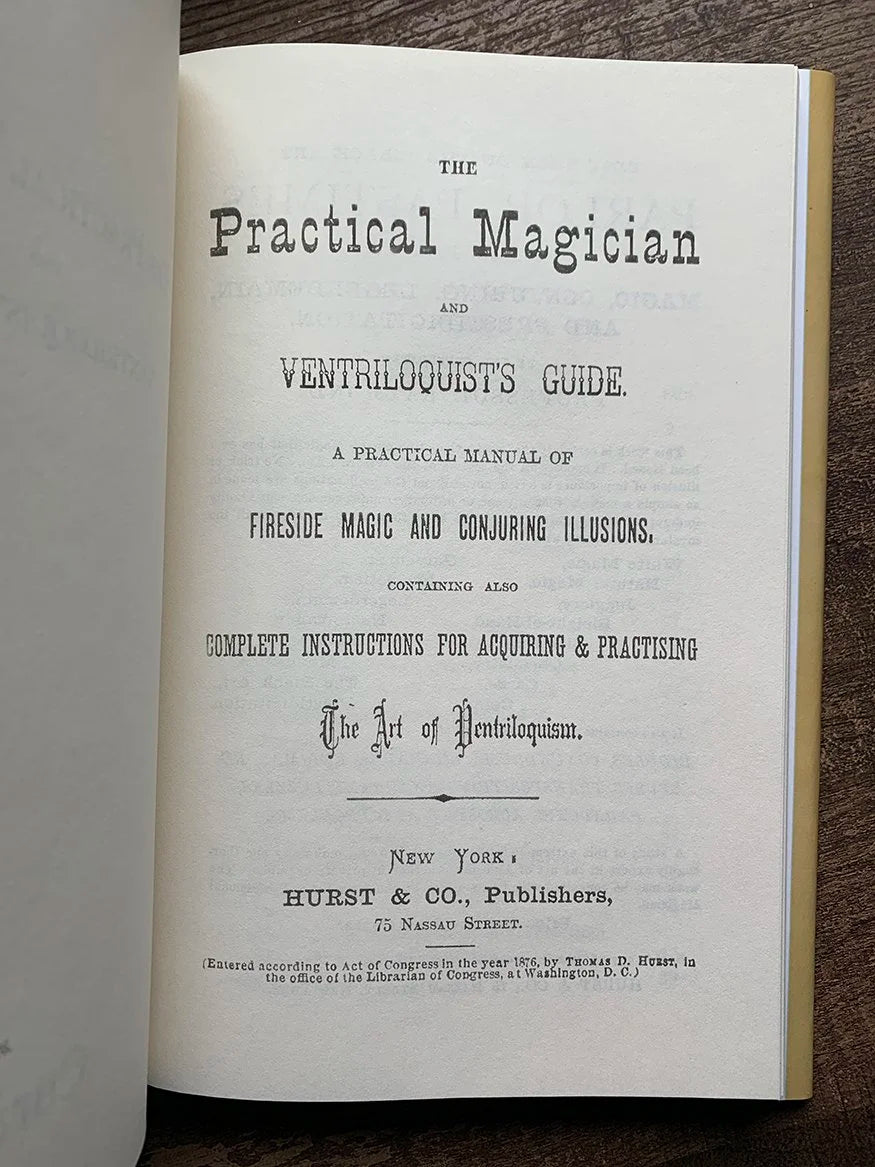 THE
Practical Magician
AND
VENTRILOQUIST'S GUIDE.
A PRACTICAL MANUAL OF
FIRESIDE MAGIC AND CONJURING ILLUSIONS.
CONTAINING ALSO
COMPLETE INSTRUCTIONS FOR ACQUIRING & PRACTISING
The Art of Ventriloquism.
NEW YORK:
HURST & CO., Publishers,
75 NASSAU STREET.
(Entered according to Act of Congress in the year 1876, by THOMAS D. HURST, in
the office of the Librarian of Congress, at Washington, D. C.)